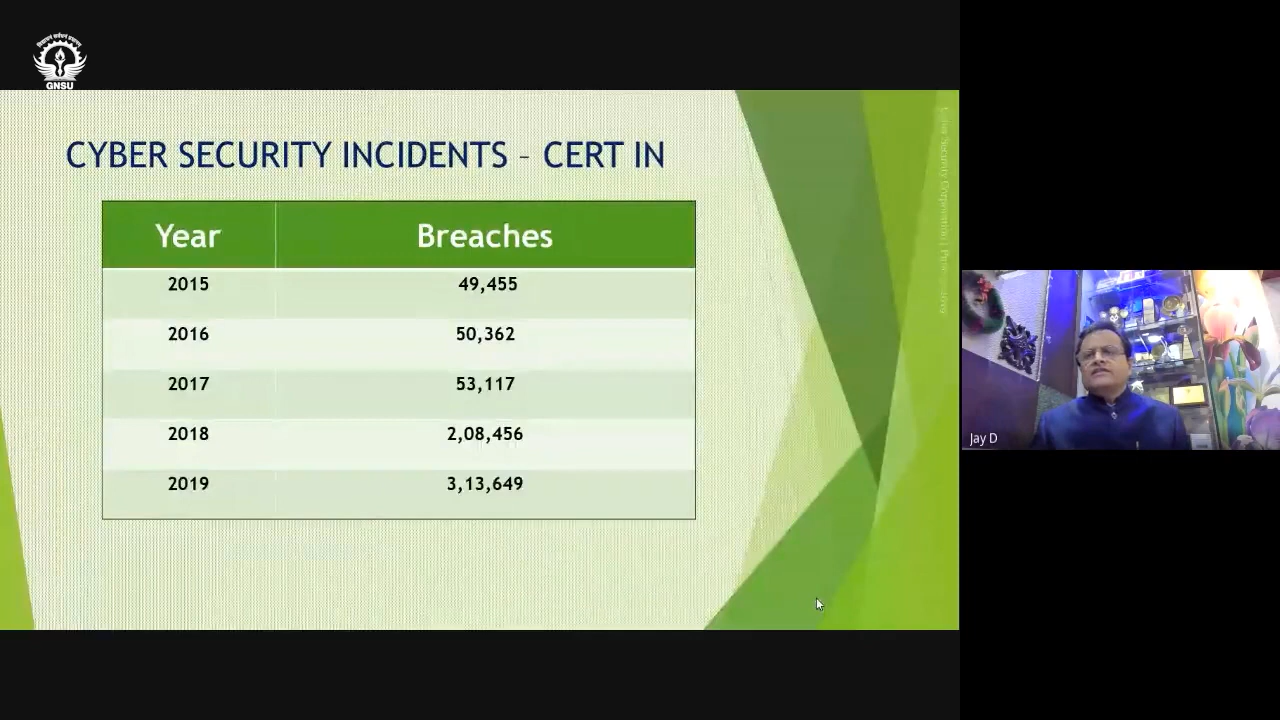 GNSU
CYBER SECURITY INCIDENTS – CERT IN
Year Breaches
2015 49,455
2016 50,362
2017 53,117
2018 2,08,456
2019 3,13,649
Jay D